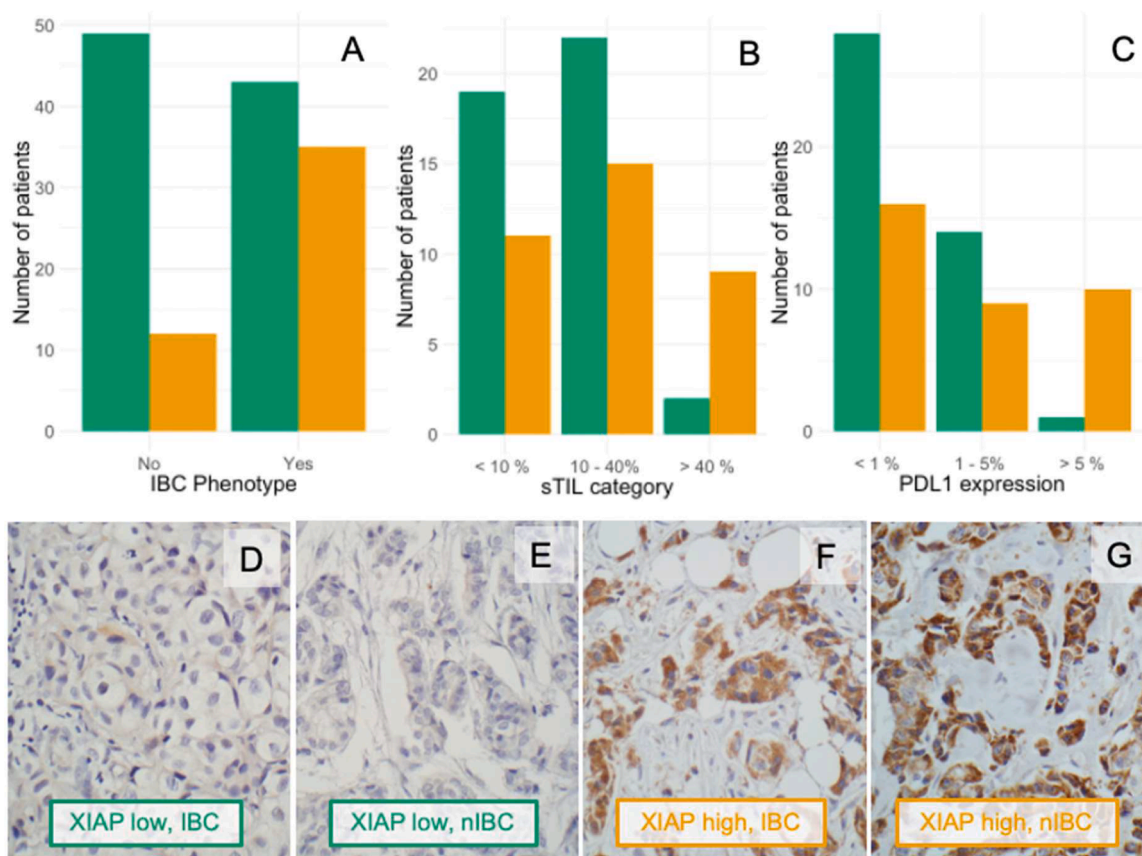 A
Number of patients
50
40
30
20
10
0
No
Yes
IBC Phenotype
B
Number of patients
20
15
10
5
0
< 10 %
10 - 40%
> 40 %
sTIL category
C
Number of patients
20
10
0
< 1 %
1 - 5%
> 5 %
PDL1 expression
D
E
F
G
XIAP low, IBC
XIAP low, nIBC
XIAP high, IBC
XIAP high, nIBC